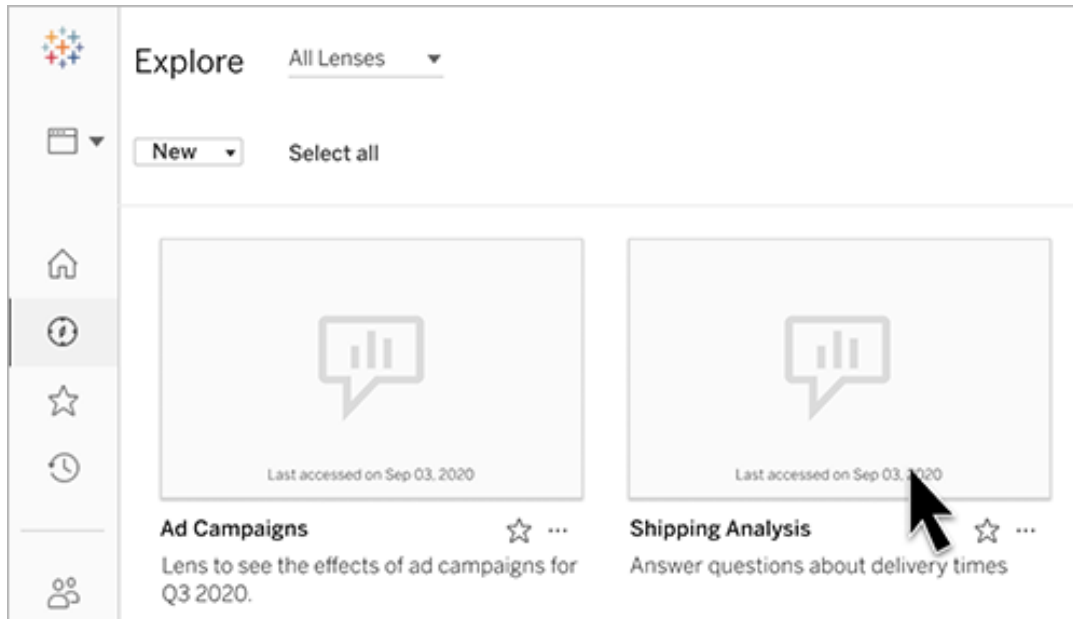 Explore
All Lenses
New
Select all
Last accessed on Sep 03, 2020
Last accessed on Sep 03, 2020
Ad Campaigns
...
Shipping Analysis
...
Lens to see the effects of ad campaigns for
Q3 2020.
Answer questions about delivery times